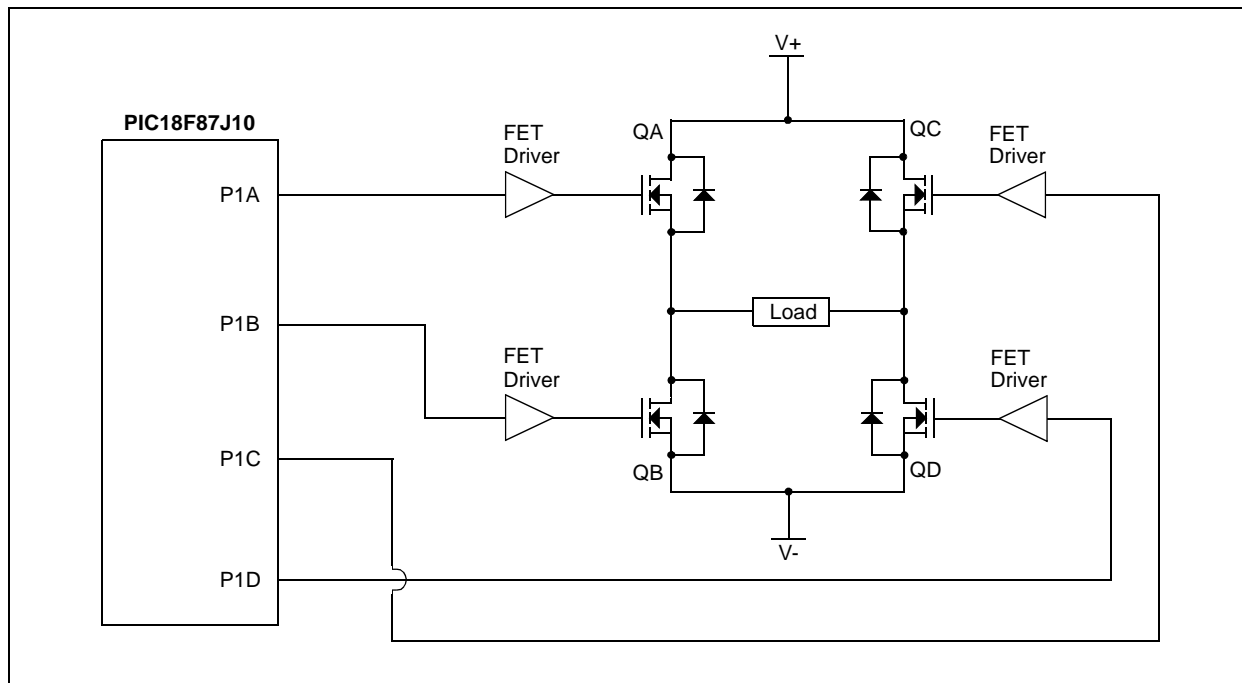 V+
PIC18F87J10
FET
Driver
QA
QC
FET
Driver
P1A
Load
P1B
FET
Driver
FET
Driver
P1C
QB
QD
V-
P1D